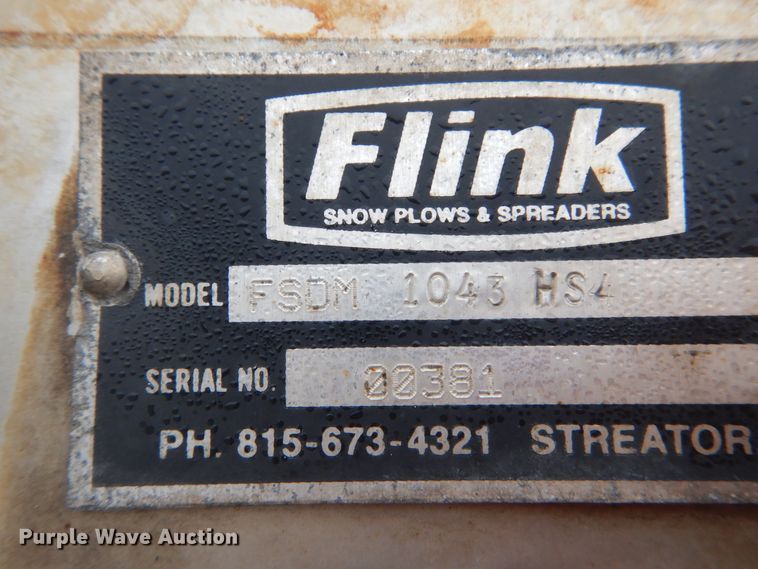 Flink
SNOW PLOWS & SPREADERS
MODEL FSDM 1043 HS4
SERIAL NO. 00381
PH. 815-673-4321 STREATOR
Purple Wave Auction